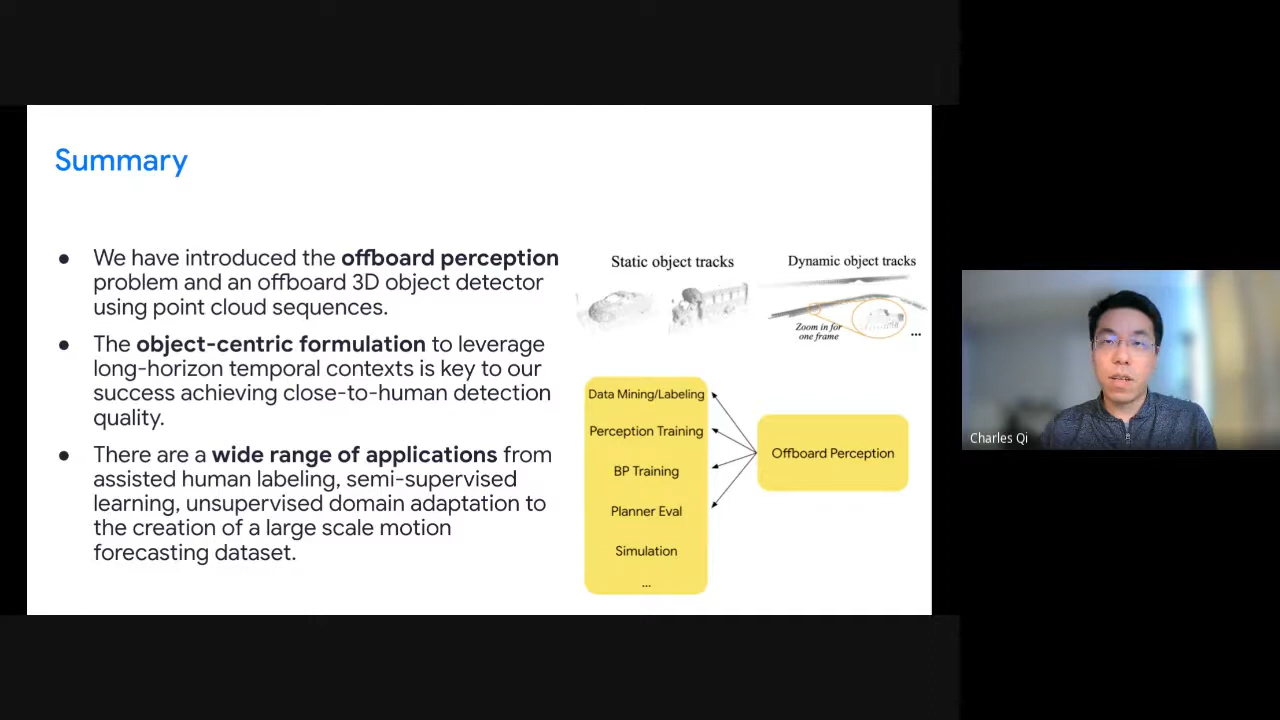 Summary
● We have introduced the offboard perception
problem and an offboard 3D object detector
using point cloud sequences.
● The object-centric formulation to leverage
long-horizon temporal contexts is key to our
success achieving close-to-human detection
quality.
● There are a wide range of applications from
assisted human labeling, semi-supervised
learning, unsupervised domain adaptation to
the creation of a large scale motion
forecasting dataset.
Static object tracks
Dynamic object tracks
Zoom in for
one frame
...
Data Mining/Labeling
Perception Training
BP Training
Planner Eval
Simulation
...
Offboard Perception
Charles Qi